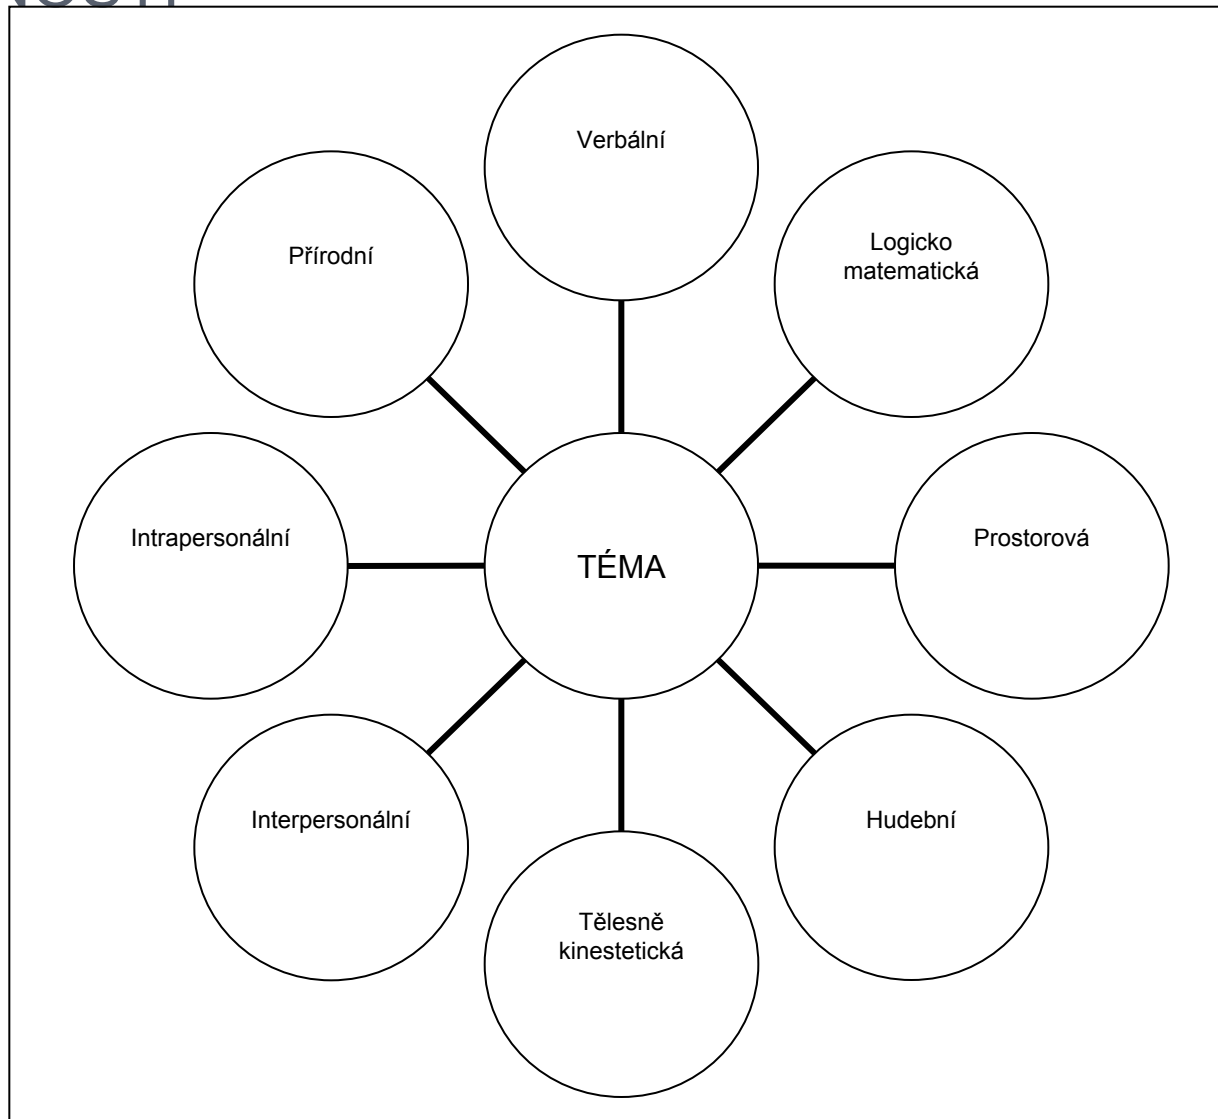 Verbální
Přírodní
Logicko
matematická
Intrapersonální
TÉMA
Prostorová
Interpersonální
Hudební
Tělesně
kinestetická